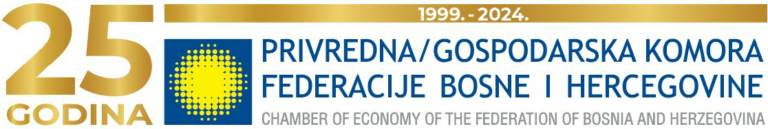 25
GODINA
1999. - 2024.
PRIVREDNA/GOSPODARSKA KOMORA
FEDERACIJE BOSNE I HERCEGOVINE
CHAMBER OF ECONOMY OF THE FEDERATION OF BOSNIA AND HERZEGOVINA